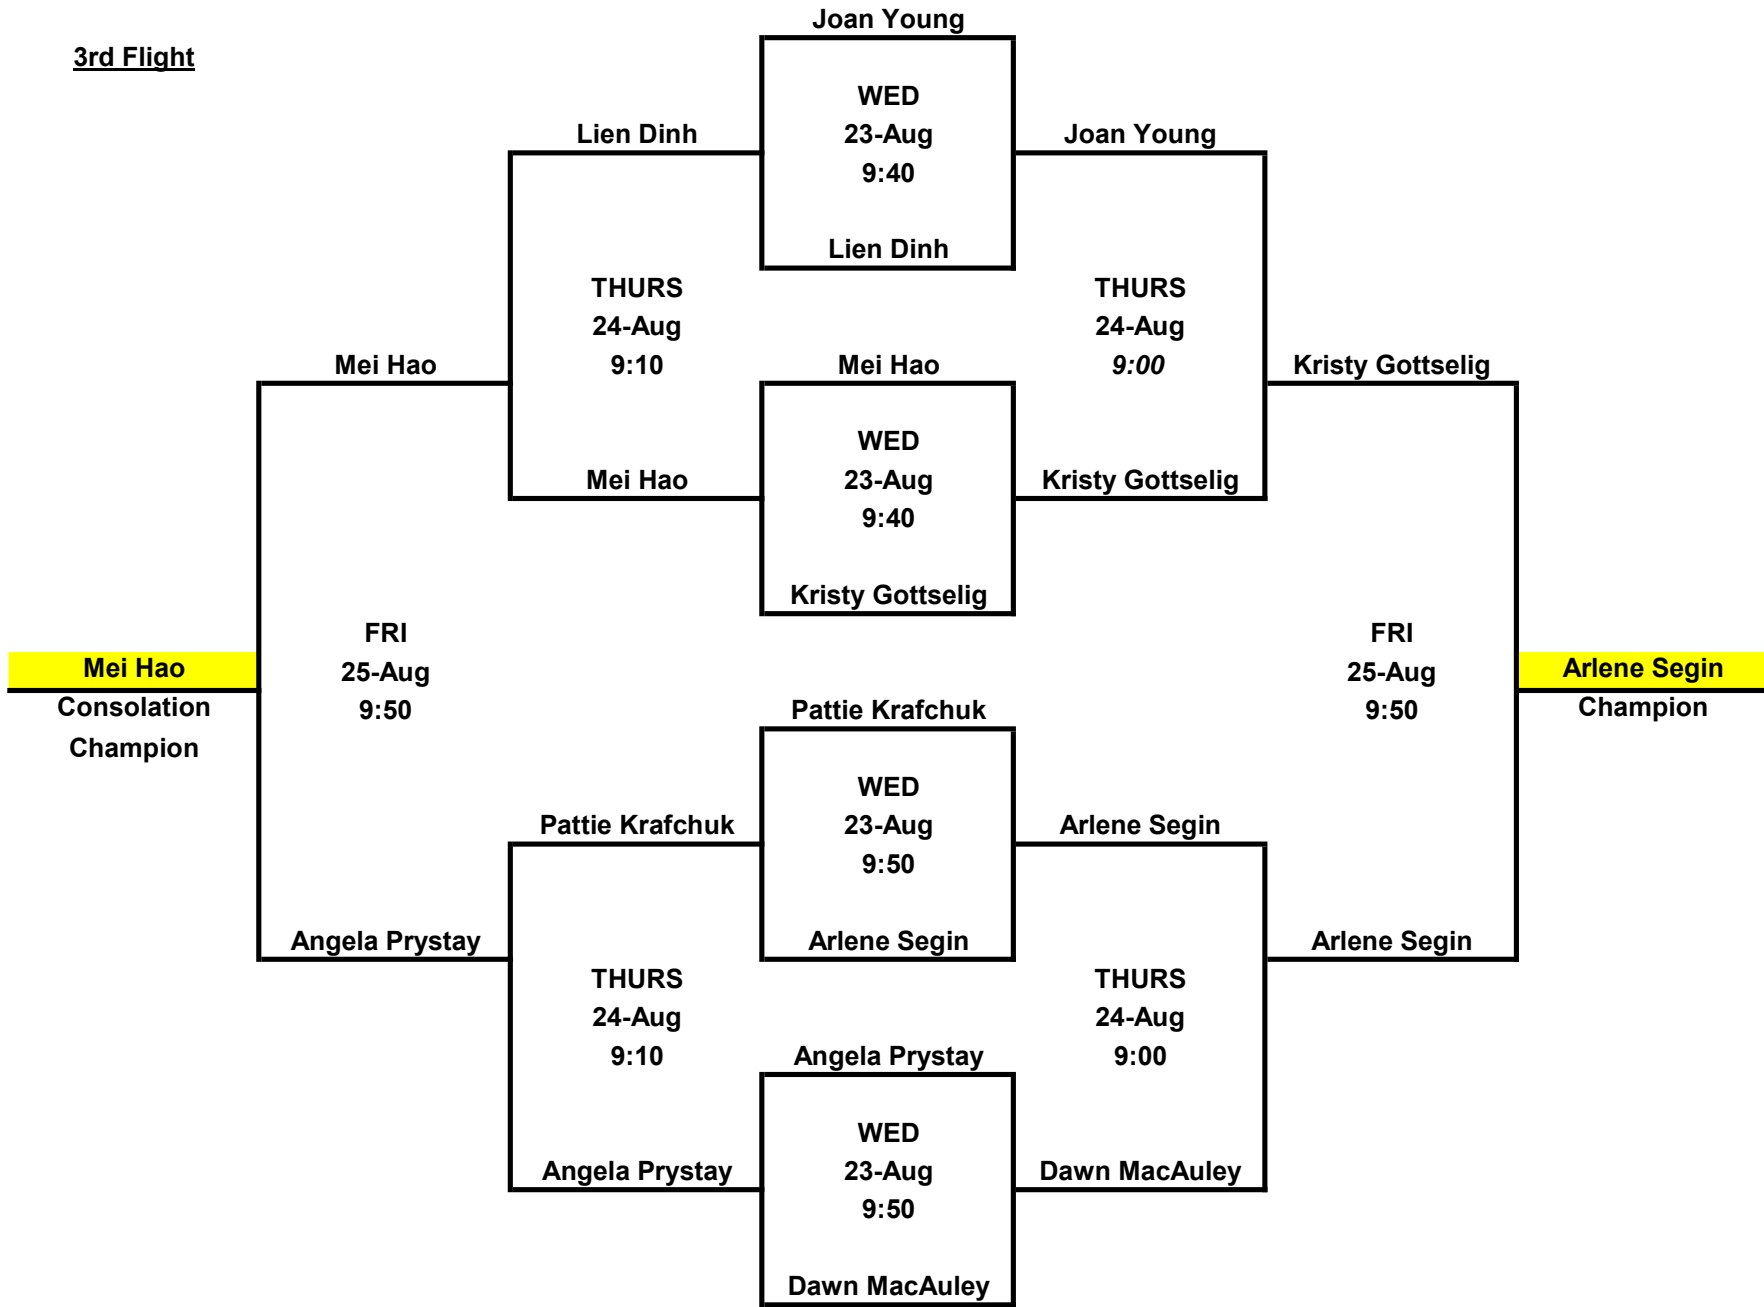 Joan Young
3rd Flight
WED
Lien Dinh
23-Aug
Joan Young
9:40
Lien Dinh
THURS
THURS
24-Aug
24-Aug
Mei Hao
9:10
Mei Hao
9:00
Kristy Gottselig
WED
Mei Hao
23-Aug
Kristy Gottselig
9:40
Kristy Gottselig
FRI
FRI
Mei Hao
25-Aug
25-Aug
Arlene Segin
Consolation
9:50
Pattie Krafchuk
9:50
Champion
Champion
WED
Pattie Krafchuk
23-Aug
Arlene Segin
9:50
Angela Prystay
Arlene Segin
Arlene Segin
THURS
THURS
24-Aug
24-Aug
9:10
Angela Prystay
9:00
WED
Angela Prystay
23-Aug
Dawn MacAuley
9:50
Dawn MacAuley